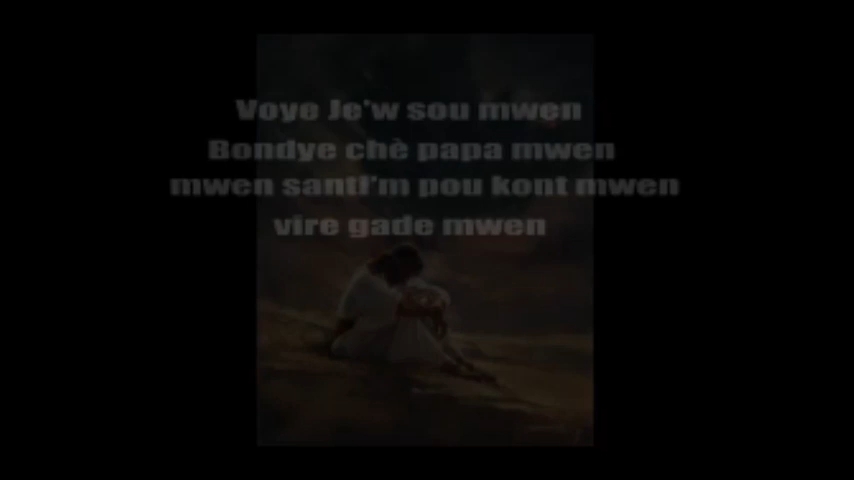 Voye Je'w sou mwen
Bondye chè papa mwen
mwen santi'm pou kont mwen
vire gade mwen